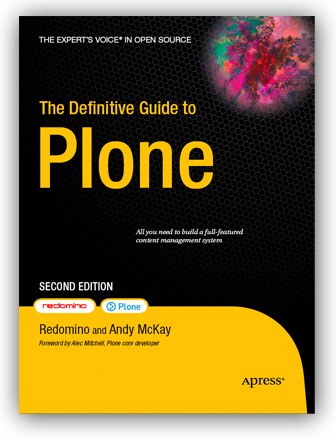 THE EXPERT'S VOICE® IN OPEN SOURCE
The Definitive Guide to
Plone
All you need to build a full-featured
content management system
SECOND EDITION
redomino
Plone
Redomino and Andy McKay
Foreword by Alec Mitchell, Plone core developer
Apress®